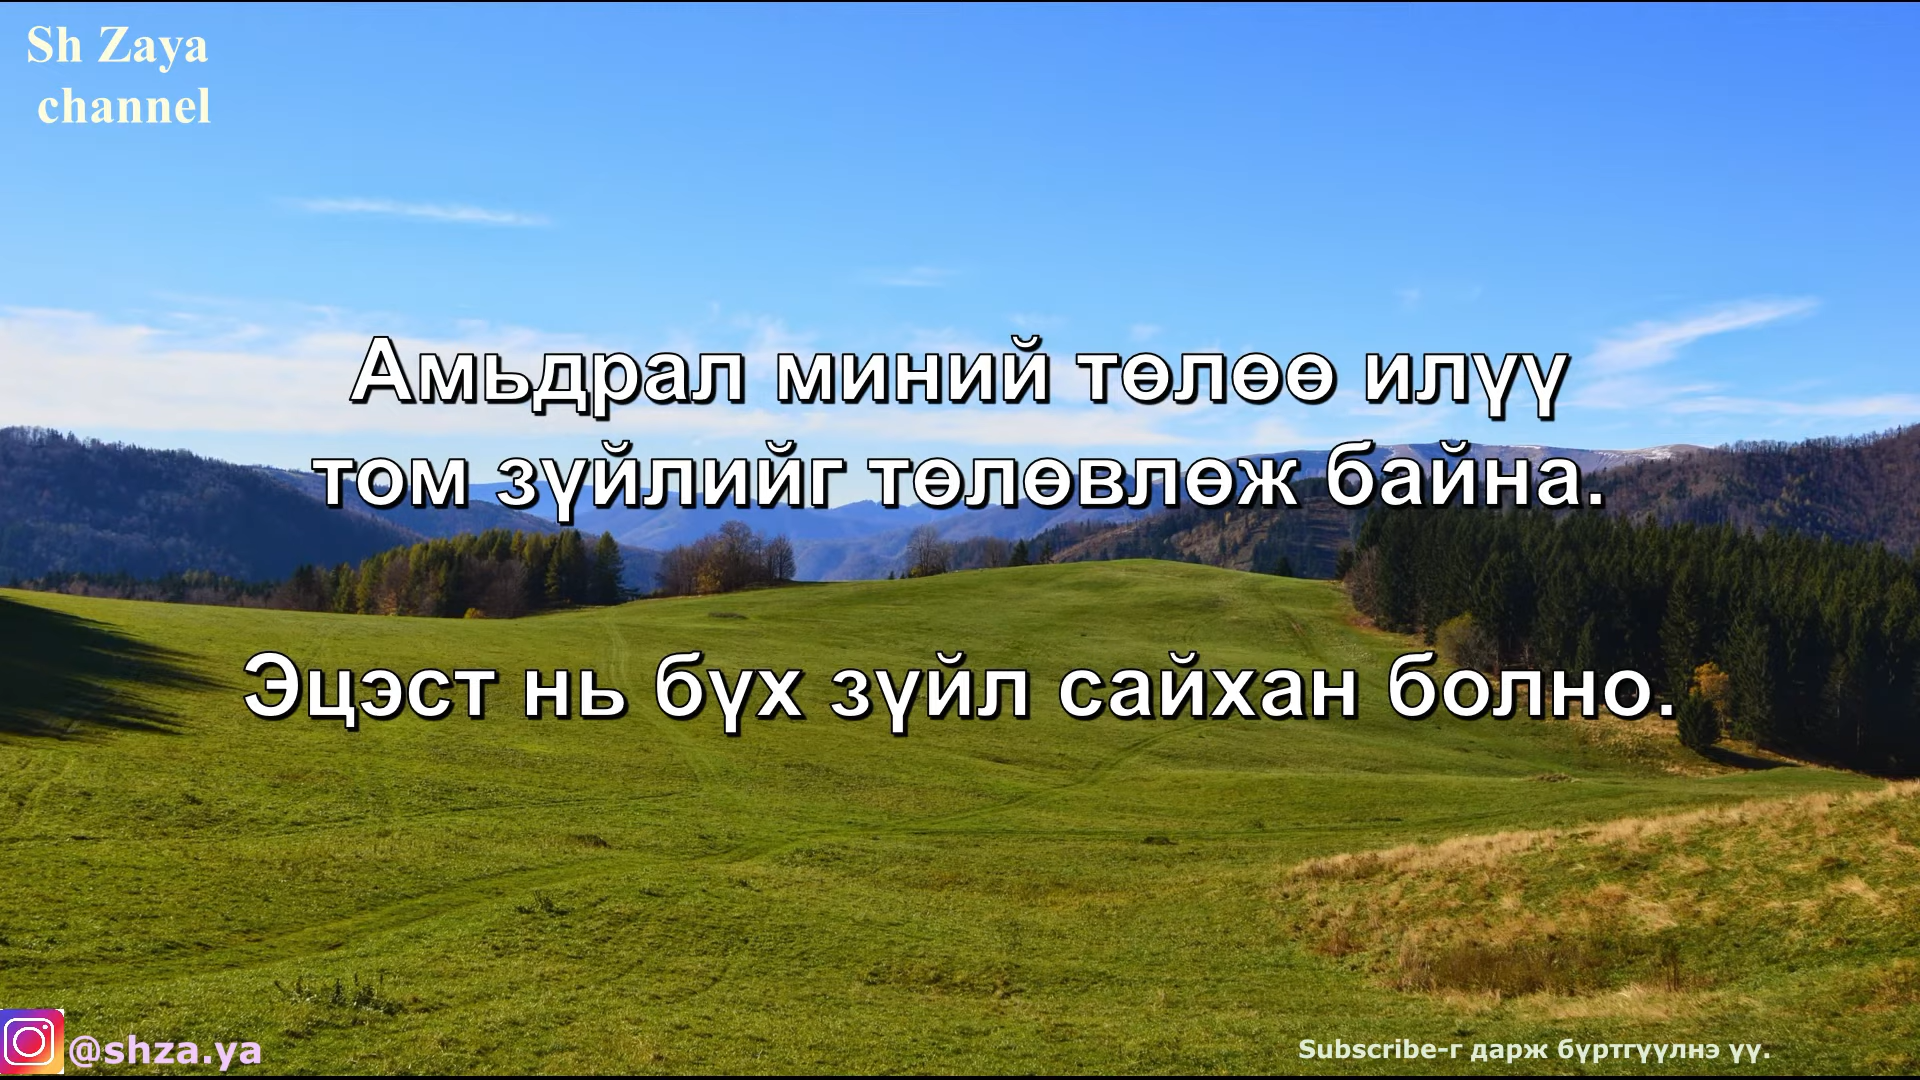 Sh Zaya
channel
Амьдрал миний төлөө илүү
том зүйлийг төлөвлөж байна.
Эцэст нь бүх зүйл сайхан болно.
@shza.ya
Subscribe-г дарж бүртгүүлнэ үү.